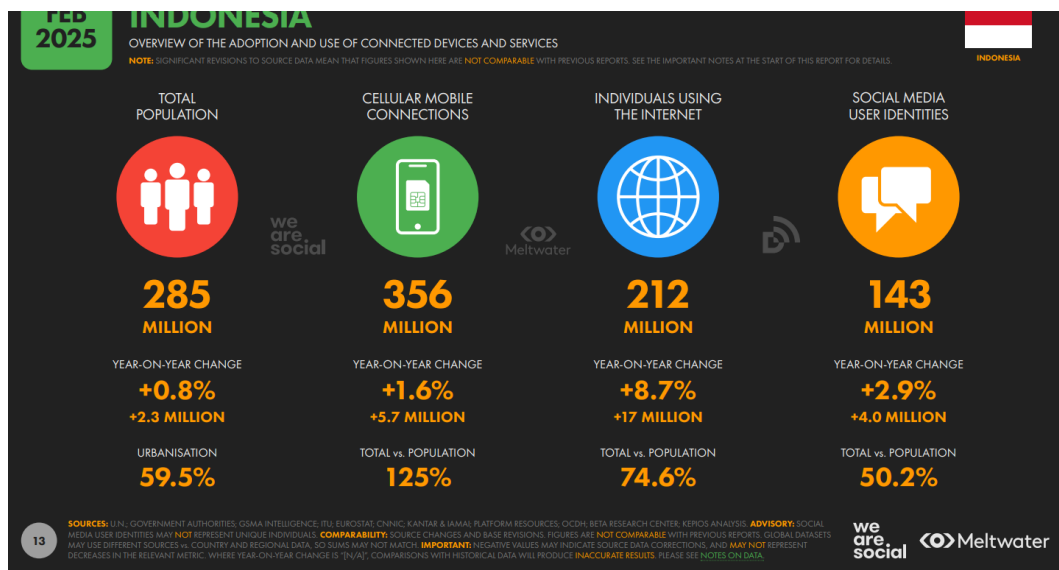 FEB
2025
INDONESIA
OVERVIEW OF THE ADOPTION AND USE OF CONNECTED DEVICES AND SERVICES
NOTE: SIGNIFICANT REVISIONS TO SOURCE DATA MEAN THAT FIGURES SHOWN HERE ARE NOT COMPARABLE WITH PREVIOUS REPORTS. SEE THE IMPORTANT NOTES AT THE START OF THIS REPORT FOR DETAILS.
INDONESIA
TOTAL
POPULATION
285
MILLION
YEAR-ON-YEAR CHANGE
+0.8%
+2.3 MILLION
URBANISATION
59.5%
CELLULAR MOBILE
CONNECTIONS
356
MILLION
YEAR-ON-YEAR CHANGE
+1.6%
+5.7 MILLION
TOTAL vs. POPULATION
125%
INDIVIDUALS USING
THE INTERNET
212
MILLION
YEAR-ON-YEAR CHANGE
+8.7%
+17 MILLION
TOTAL vs. POPULATION
74.6%
SOCIAL MEDIA
USER IDENTITIES
143
MILLION
YEAR-ON-YEAR CHANGE
+2.9%
+4.0 MILLION
TOTAL vs. POPULATION
50.2%
we
are
social
Meltwater
13
SOURCES: U.N.; GOVERNMENT AUTHORITIES; GSMA INTELLIGENCE; ITU; EUROSTAT; CNNIC; KANTAR & IAMAI; PLATFORM RESOURCES; OCDH; BETA RESEARCH CENTER; KEPIOS ANALYSIS. ADVISORY: SOCIAL
MEDIA USER IDENTITIES MAY NOT REPRESENT UNIQUE INDIVIDUALS. COMPARABILITY: SOURCE CHANGES AND BASE REVISIONS. FIGURES ARE NOT COMPARABLE WITH PREVIOUS REPORTS. GLOBAL DATASETS
MAY USE DIFFERENT SOURCES vs. COUNTRY AND REGIONAL DATA, SO SUMS MAY NOT MATCH. IMPORTANT: NEGATIVE VALUES MAY INDICATE SOURCE DATA CORRECTIONS, AND MAY NOT REPRESENT
DECREASES IN THE RELEVANT METRIC. WHERE YEAR-ON-YEAR CHANGE IS "[N/A]", COMPARISONS WITH HISTORICAL DATA WILL PRODUCE INACCURATE RESULTS. PLEASE SEE NOTES ON DATA.
we
are
social
Meltwater